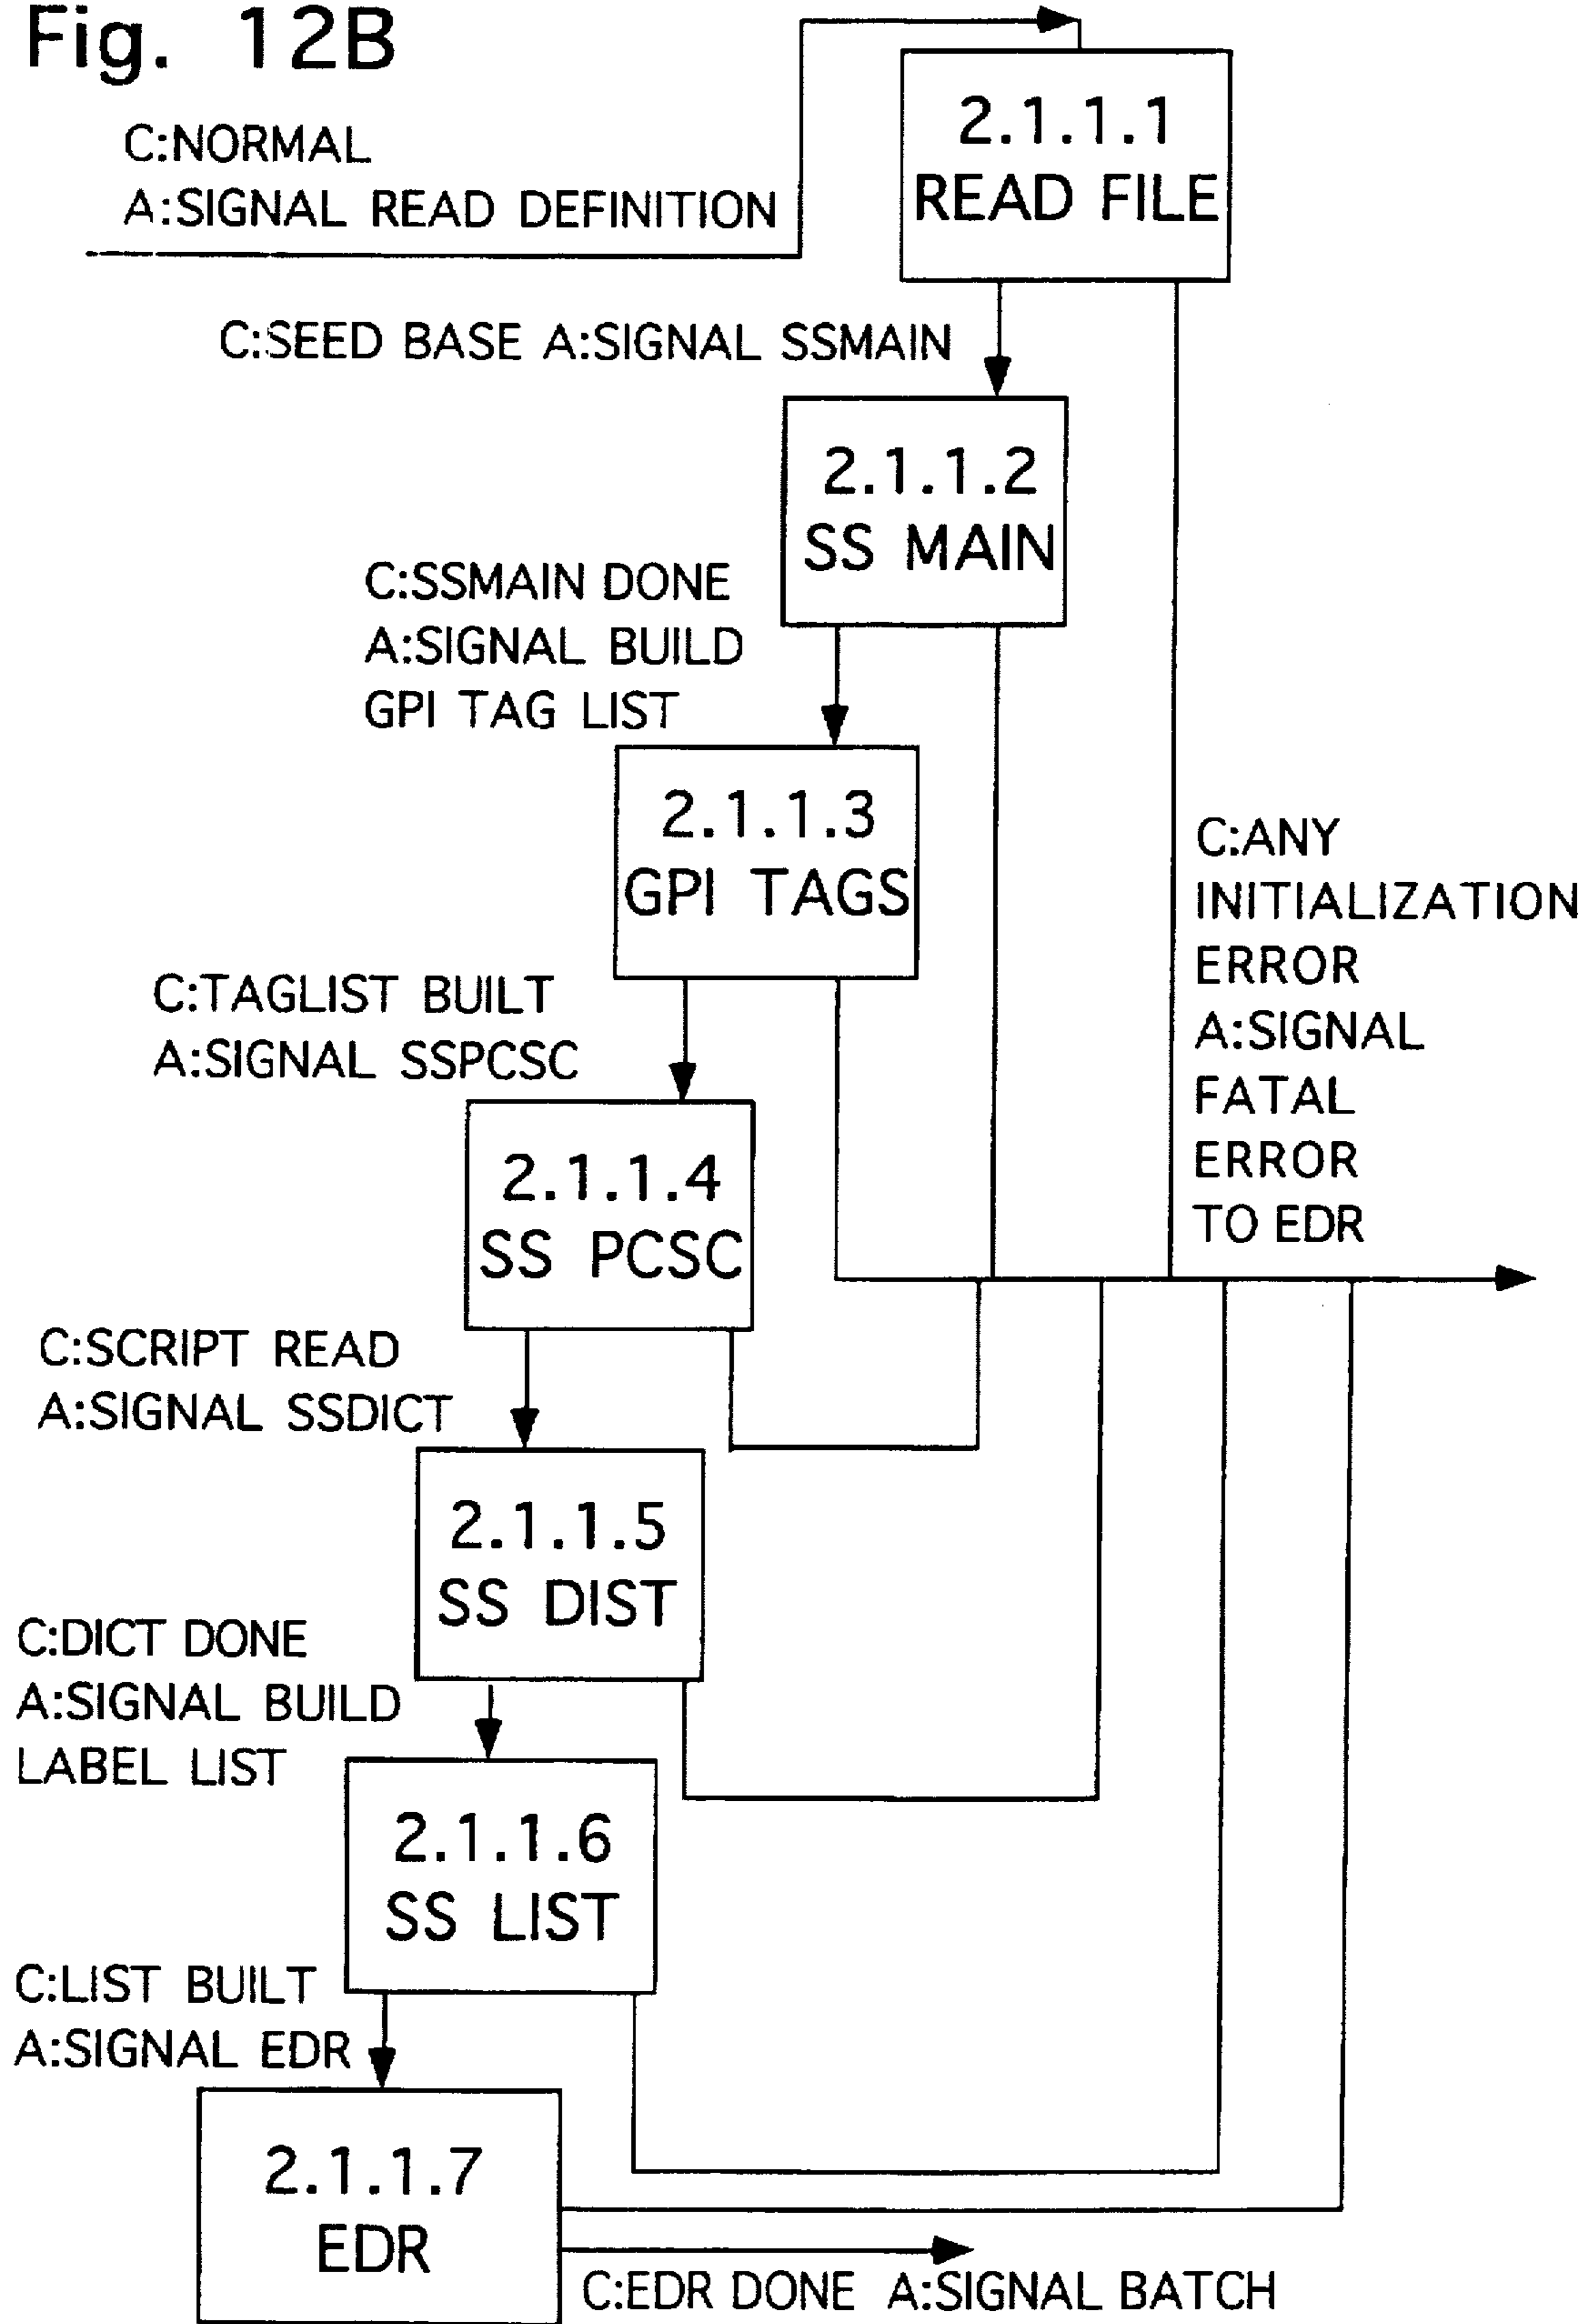 Fig. 12B
C:NORMAL
A:SIGNAL READ DEFINITION
2.1.1.1
READ FILE
C:SEED BASE A:SIGNAL SSMAIN
2.1.1.2
SS MAIN
C:SSMAIN DONE
A:SIGNAL BUILD
GPI TAG LIST
2.1.1.3
GPI TAGS
C:ANY
INITIALIZATION
ERROR
A:SIGNAL
FATAL
ERROR
TO EDR
C:TAGLIST BUILT
A:SIGNAL SSPCSC
2.1.1.4
SS PCSC
C:SCRIPT READ
A:SIGNAL SSDICT
2.1.1.5
SS DIST
C:DICT DONE
A:SIGNAL BUILD
LABEL LIST
2.1.1.6
SS LIST
C:LIST BUILT
A:SIGNAL EDR
2.1.1.7
EDR
C:EDR DONE A:SIGNAL BATCH